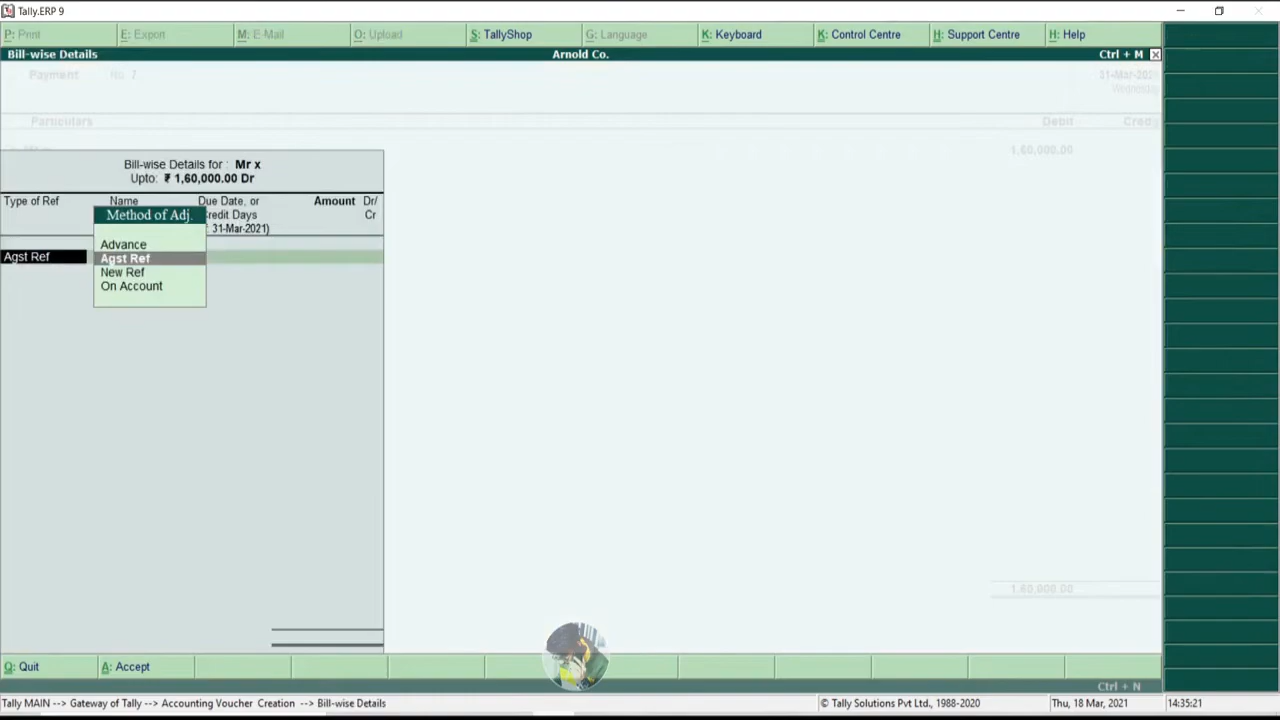 Tally.ERP 9
P: Print E: Export M: E-Mail O: Upload S: TallyShop G: Language K: Keyboard K: Control Centre H: Support Centre H: Help
Bill-wise Details Arnold Co. Ctrl + M
Payment No. 7
Wednesday
Particulars Debit Credit
1,60,000.00
Bill-wise Details for : Mr x
Upto: ₹ 1,60,000.00 Dr
Type of Ref Name Due Date, or Amount Dr/
Method of Adj. Credit Days Cr
31-Mar-2021)
Advance
Agst Ref Agst Ref
New Ref
On Account
1,60,000.00
Q: Quit A: Accept
Ctrl + N
Tally MAIN --> Gateway of Tally --> Accounting Voucher Creation --> Bill-wise Details © Tally Solutions Pvt Ltd., 1988-2020 Thu, 18 Mar, 2021 14:35:21